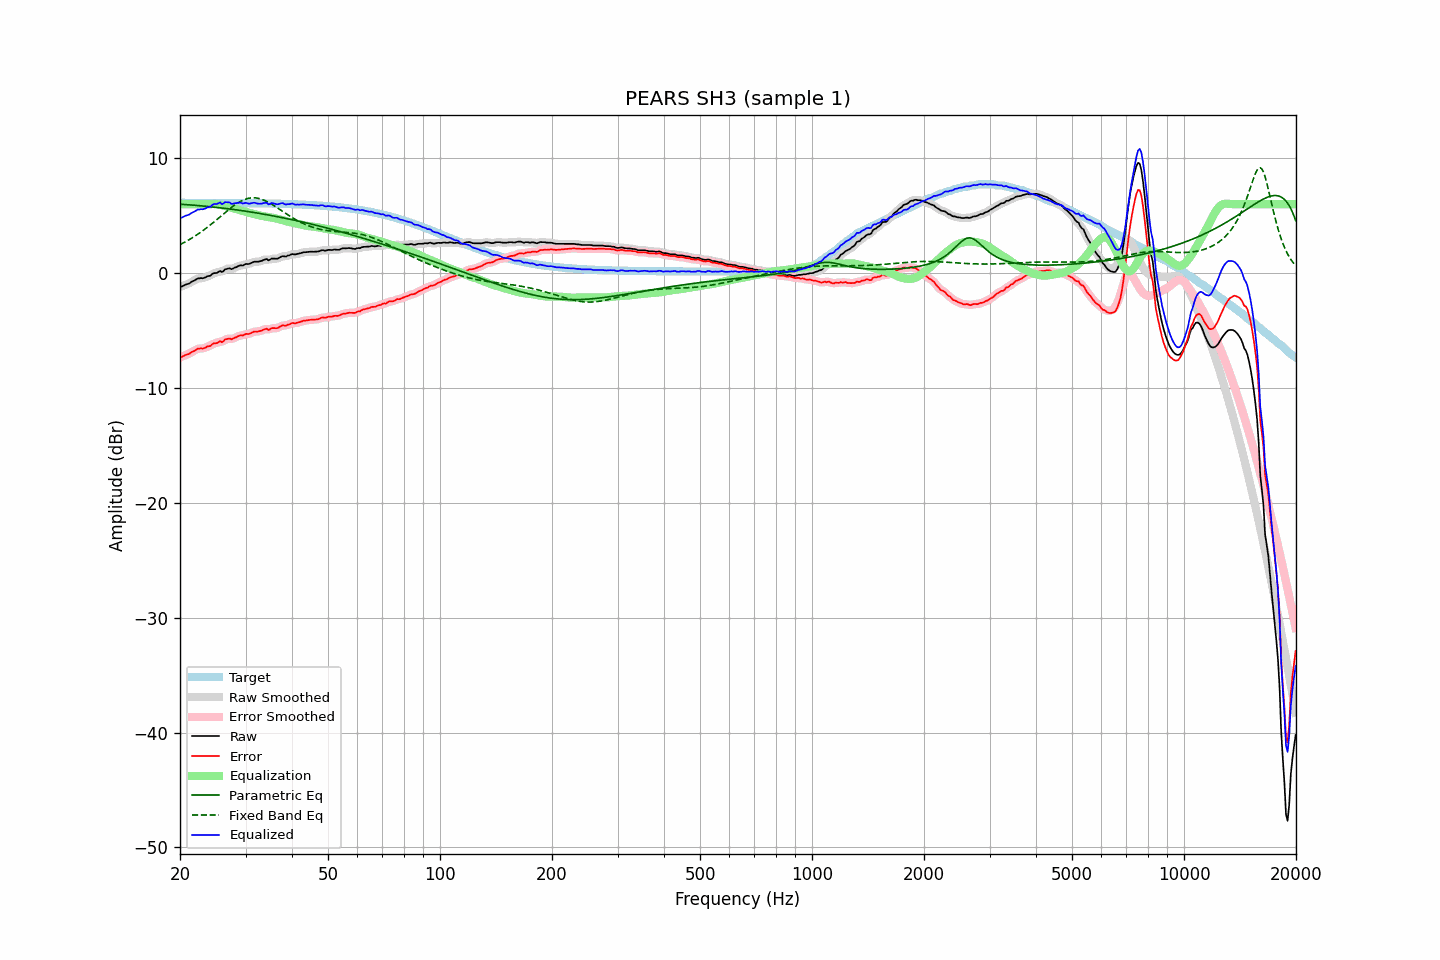 PEARS SH3 (sample 1)
10
0
−10
−20
−30
−40
−50
Amplitude (dBr)
Target
Raw Smoothed
Error Smoothed
Raw
Error
Equalization
Parametric Eq
Fixed Band Eq
Equalized
20 50 100 200 500 1000 2000 5000 10000 20000
Frequency (Hz)